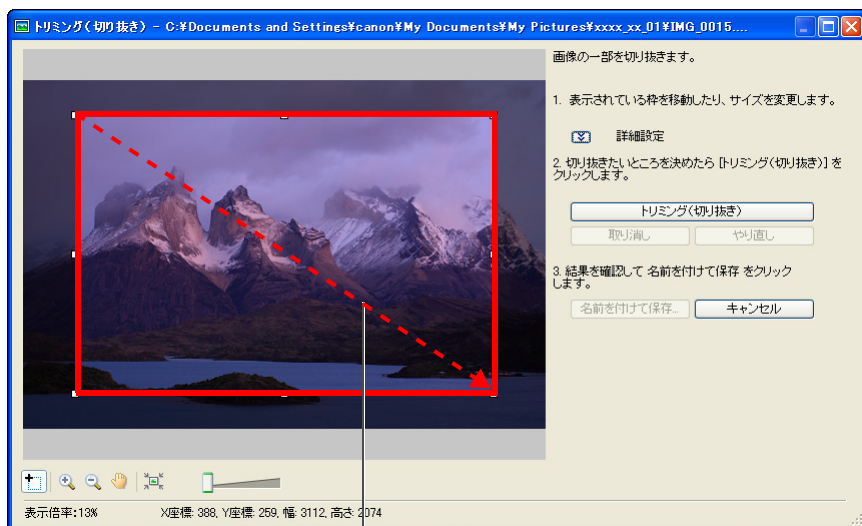 トリミング(切り抜き) - C:¥Documents and Settings¥canon¥My Documents¥My Pictures¥xxxx_xx_01¥IMG_0015....
画像の一部を切り抜きます。
1. 表示されている枠を移動したり、サイズを変更します。
詳細設定
2. 切り抜きたいところを決めたら [トリミング(切り抜き)] を
クリックします。
トリミング(切り抜き)
取り消し
やり直し
3. 結果を確認して 名前を付けて保存 をクリック
します。
名前を付けて保存...
キャンセル
表示倍率:13%
X座標: 388, Y座標: 259, 幅: 3112, 高さ: 2074